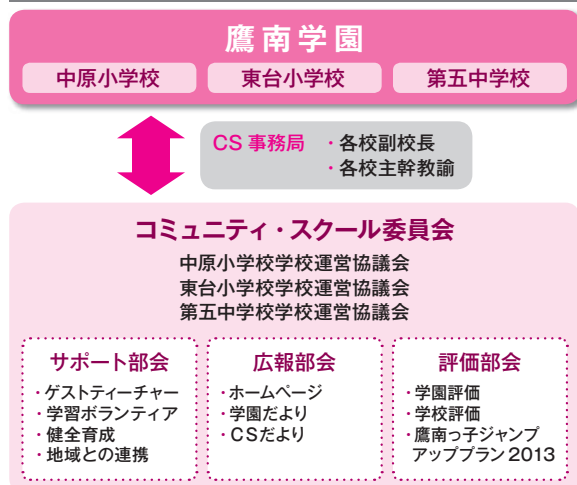 鷹南学園
中原小学校 東台小学校 第五中学校
CS 事務局 ・各校副校長
・各校主幹教諭
コミュニティ・スクール委員会
中原小学校学校運営協議会
東台小学校学校運営協議会
第五中学校学校運営協議会
サポート部会
・ゲストティーチャー
・学習ボランティア
・健全育成
・地域との連携
広報部会
・ホームページ
・学園だより
・CSだより
評価部会
・学園評価
・学校評価
・鷹南っ子ジャンプ
アッププラン 2013